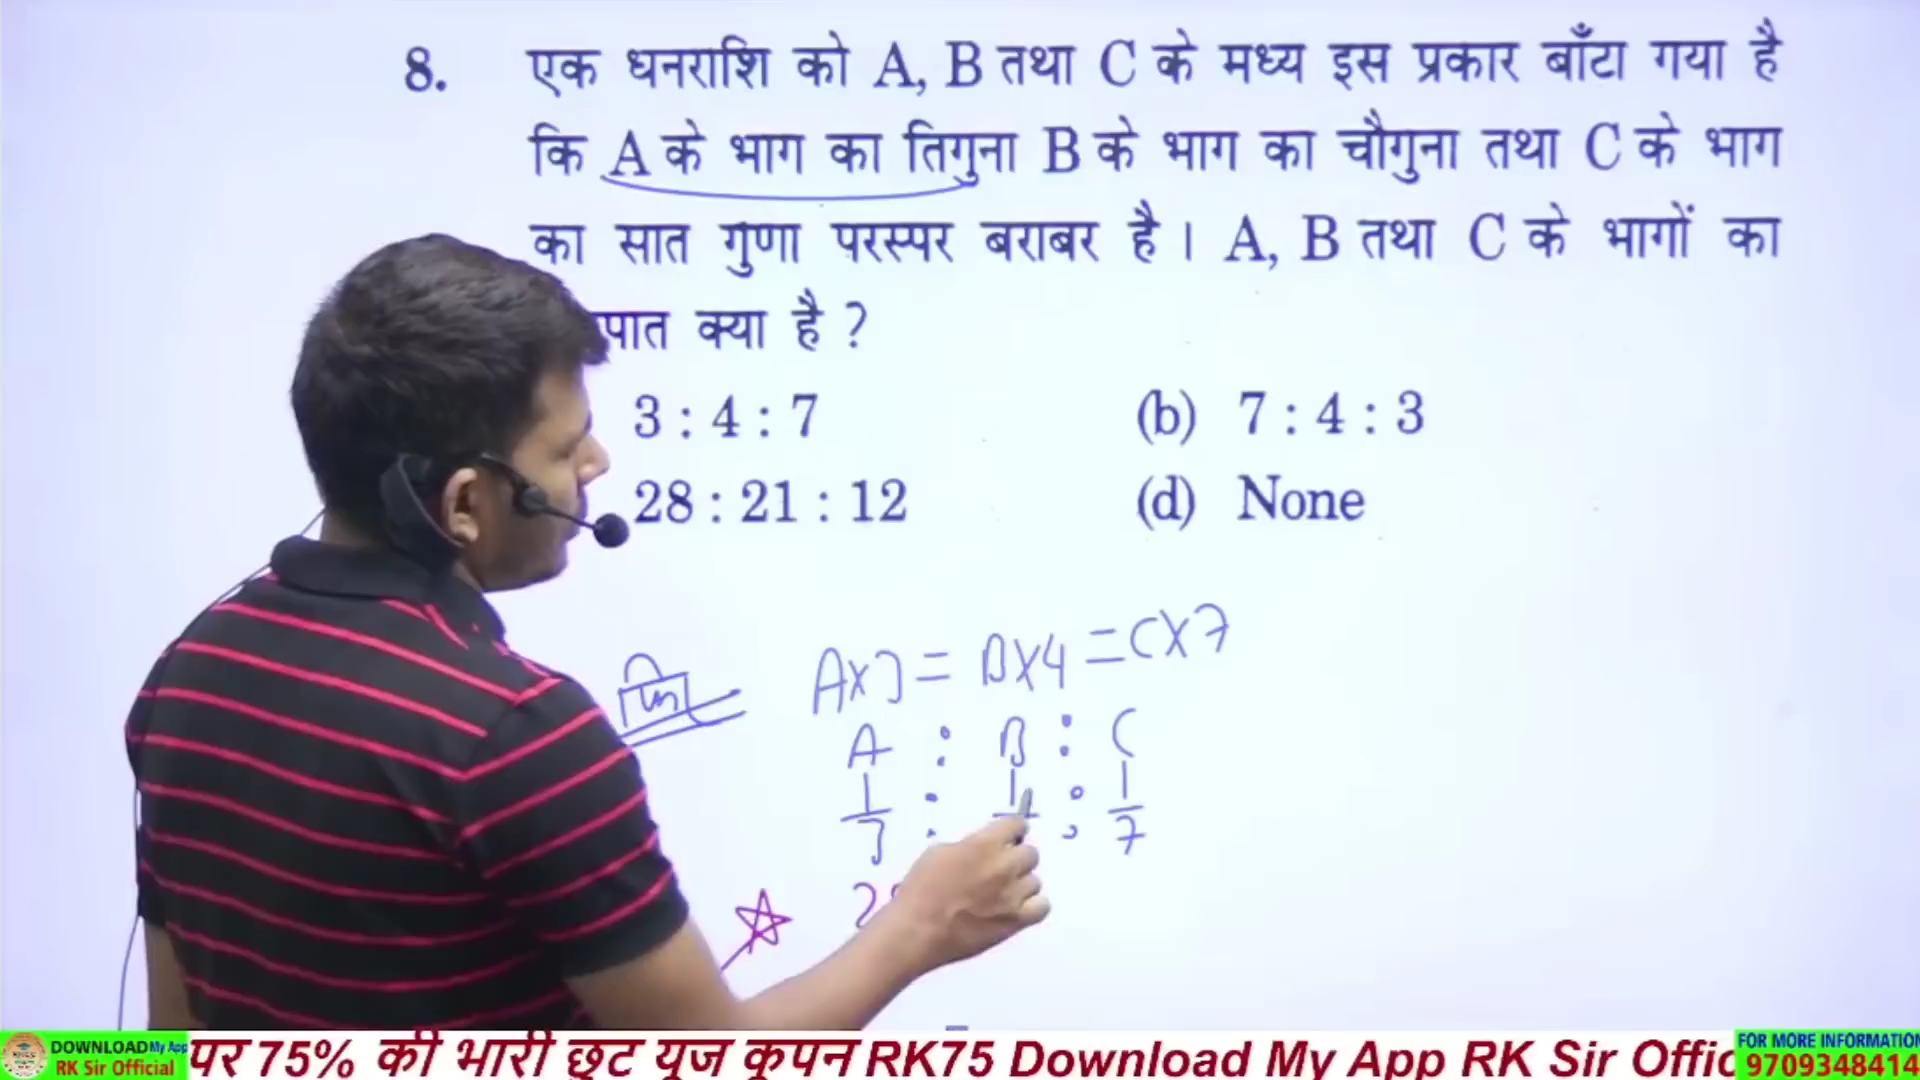 8. एक धनराशि को A, B तथा C के मध्य इस प्रकार बाँटा गया है
कि A के भाग का तिगुना B के भाग का चौगुना तथा C के भाग
का सात गुणा परस्पर बराबर है। A, B तथा C के भागों का
पात क्या है ?
3 : 4 : 7 (b) 7 : 4 : 3
28 : 21 : 12 (d) None
A×3 = B×4 = C×7
A : B : C
1/3 : 1 : 1/7
DOWNLOAD My App
RK Sir Official
पर 75% की भारी छुट यूज कूपन RK75 Download My App RK Sir Offic
FOR MORE INFORMATION
9709348414